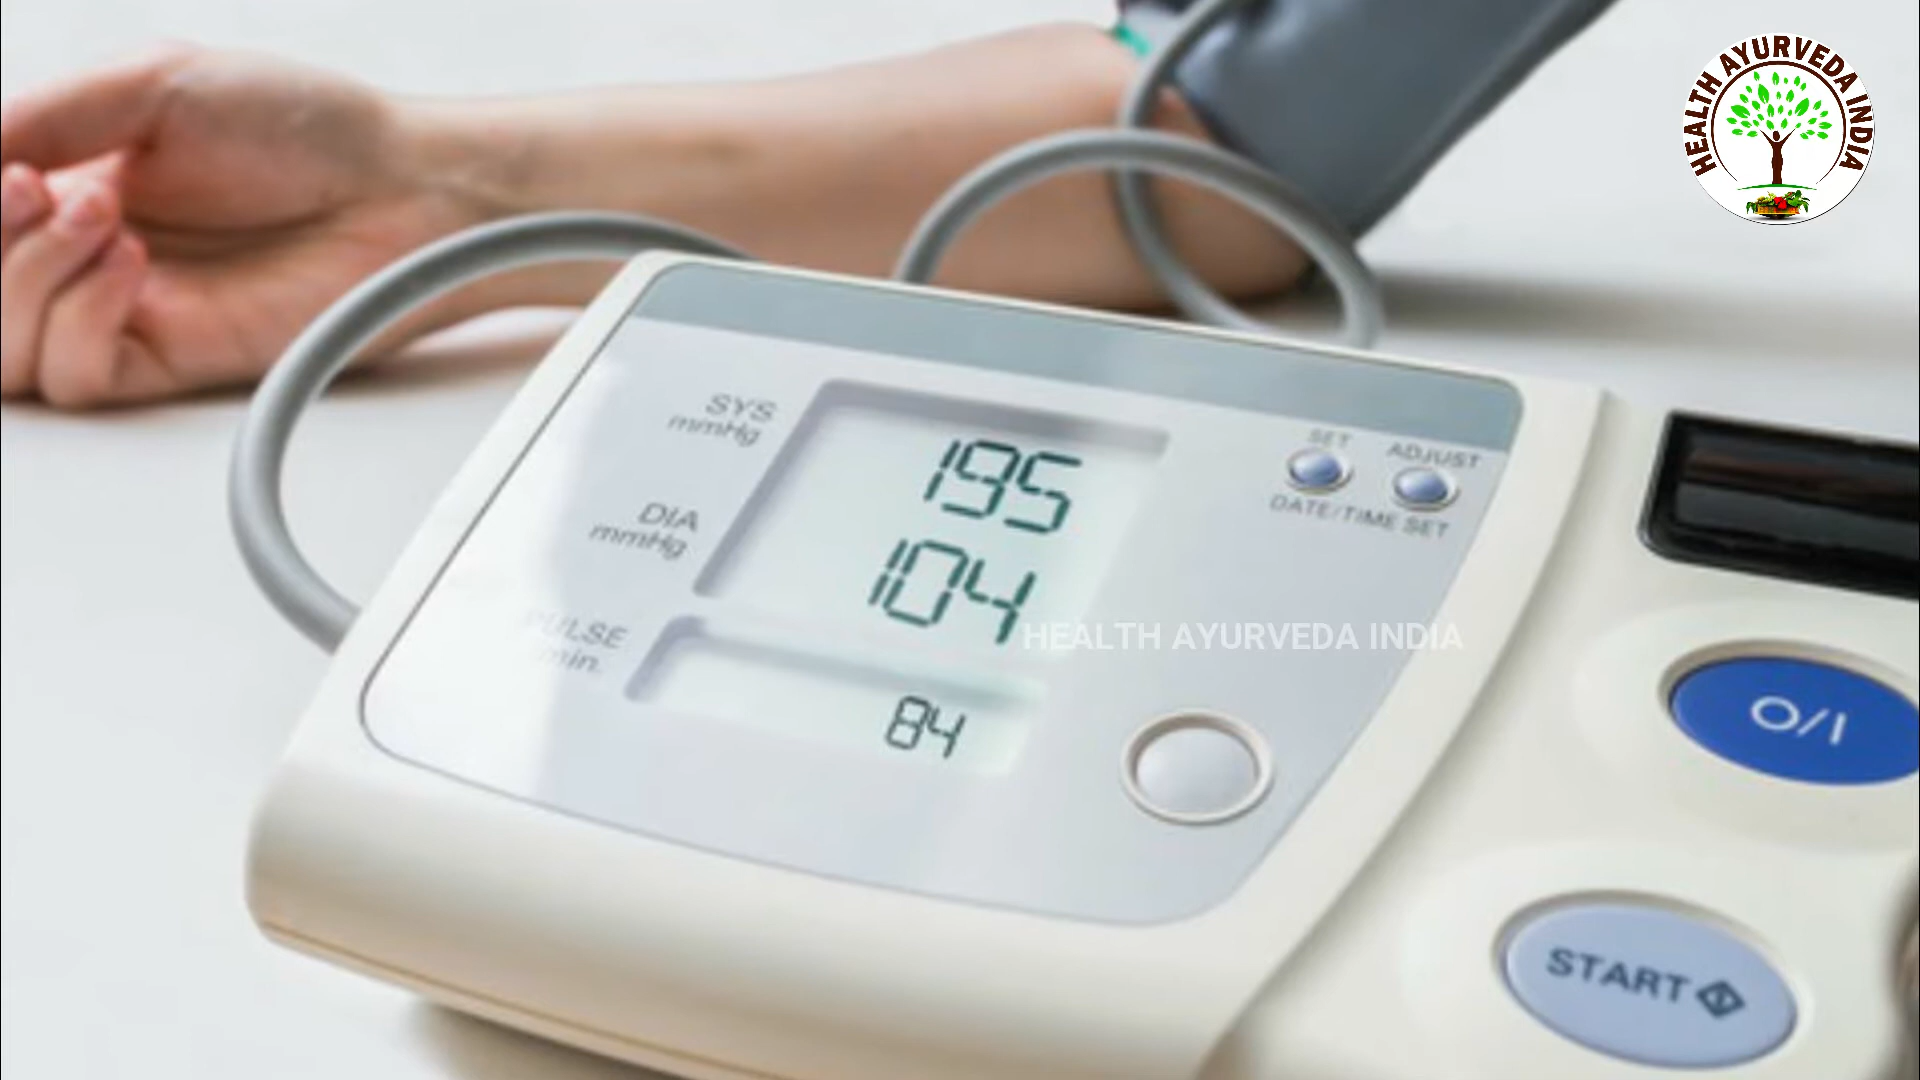 HEALTH AYURVEDA INDIA
SYS
mmHg
195
SET
ADJUST
DATE/TIME SET
DIA
mmHg
104
PULSE
min.
84
HEALTH AYURVEDA INDIA
O/I
START